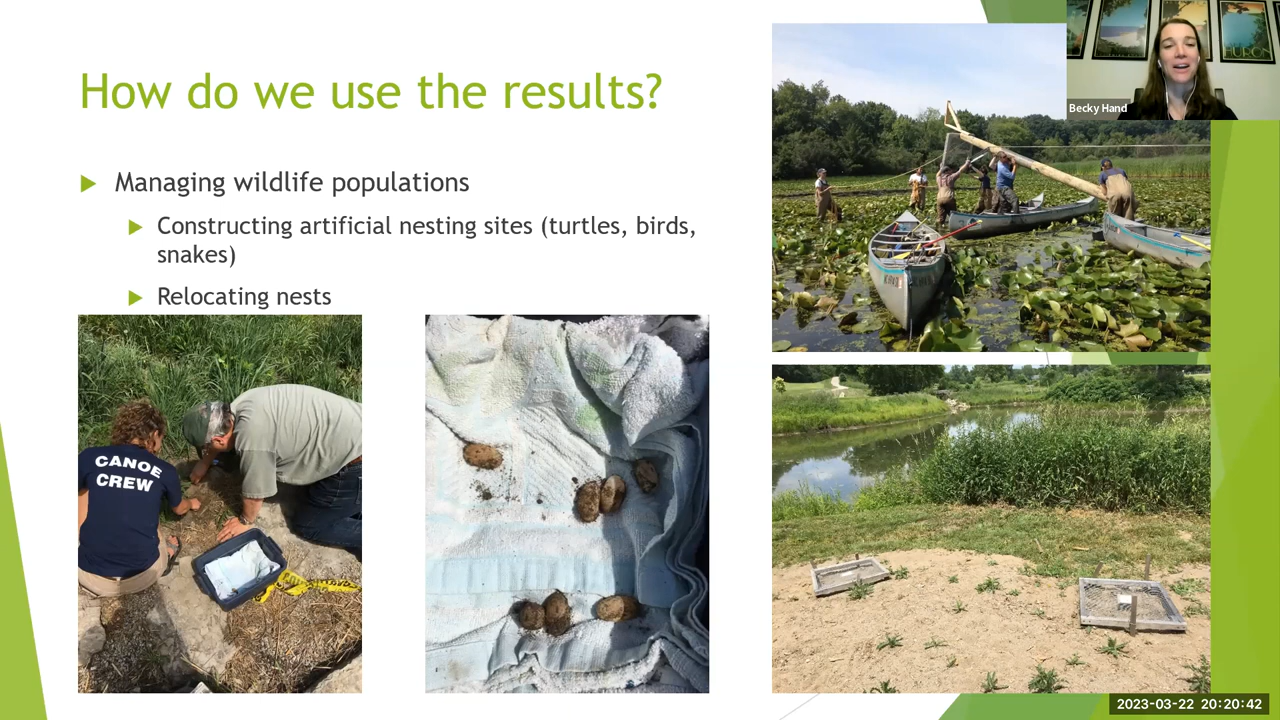 How do we use the results?
Managing wildlife populations
Constructing artificial nesting sites (turtles, birds,
snakes)
Relocating nests
CANOE
CREW
HURON
Becky Hand
2023-03-22 20:20:42